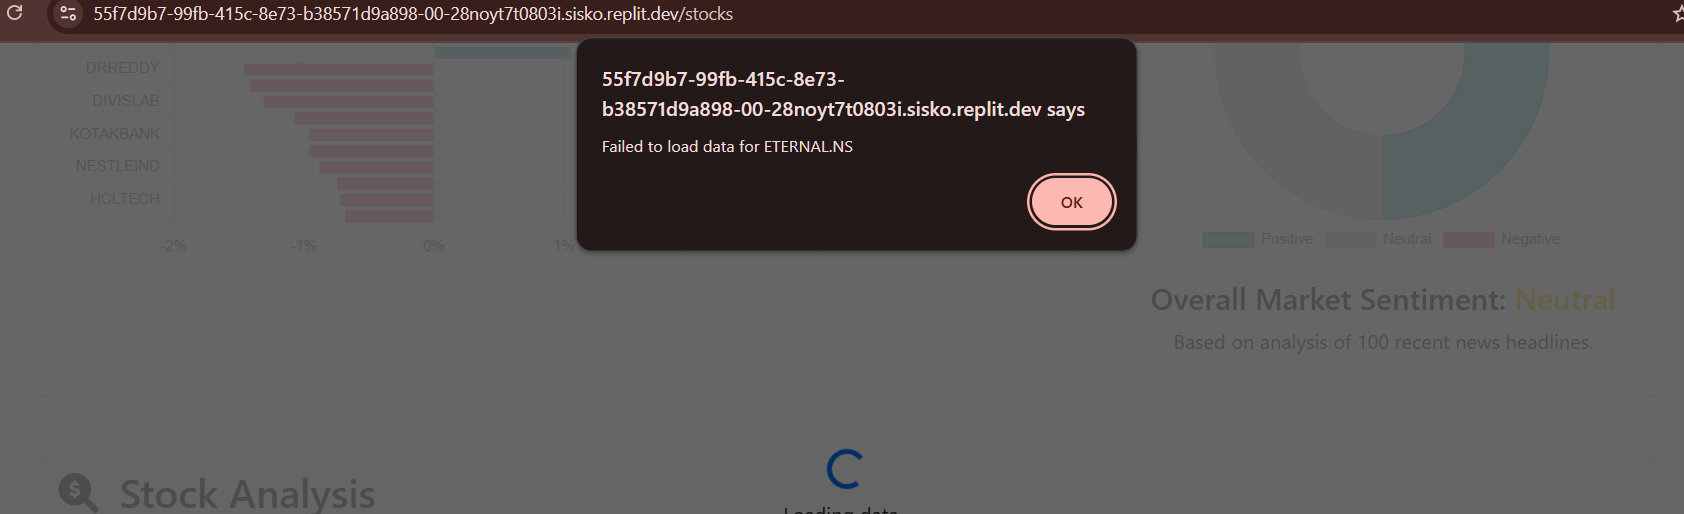 55f7d9b7-99fb-415c-8e73-b38571d9a898-00-28noyt7t0803i.sisko.replit.dev/stocks
55f7d9b7-99fb-415c-8e73-
b38571d9a898-00-28noyt7t0803i.sisko.replit.dev says
Failed to load data for ETERNAL.NS
OK
DRREDDY
DIVISLAB
KOTAKBANK
NESTLEIND
HCLTECH
-2% -1% 0% 1%
Positive Neutral Negative
Overall Market Sentiment: Neutral
Based on analysis of 100 recent news headlines.
$ Stock Analysis
Loading data